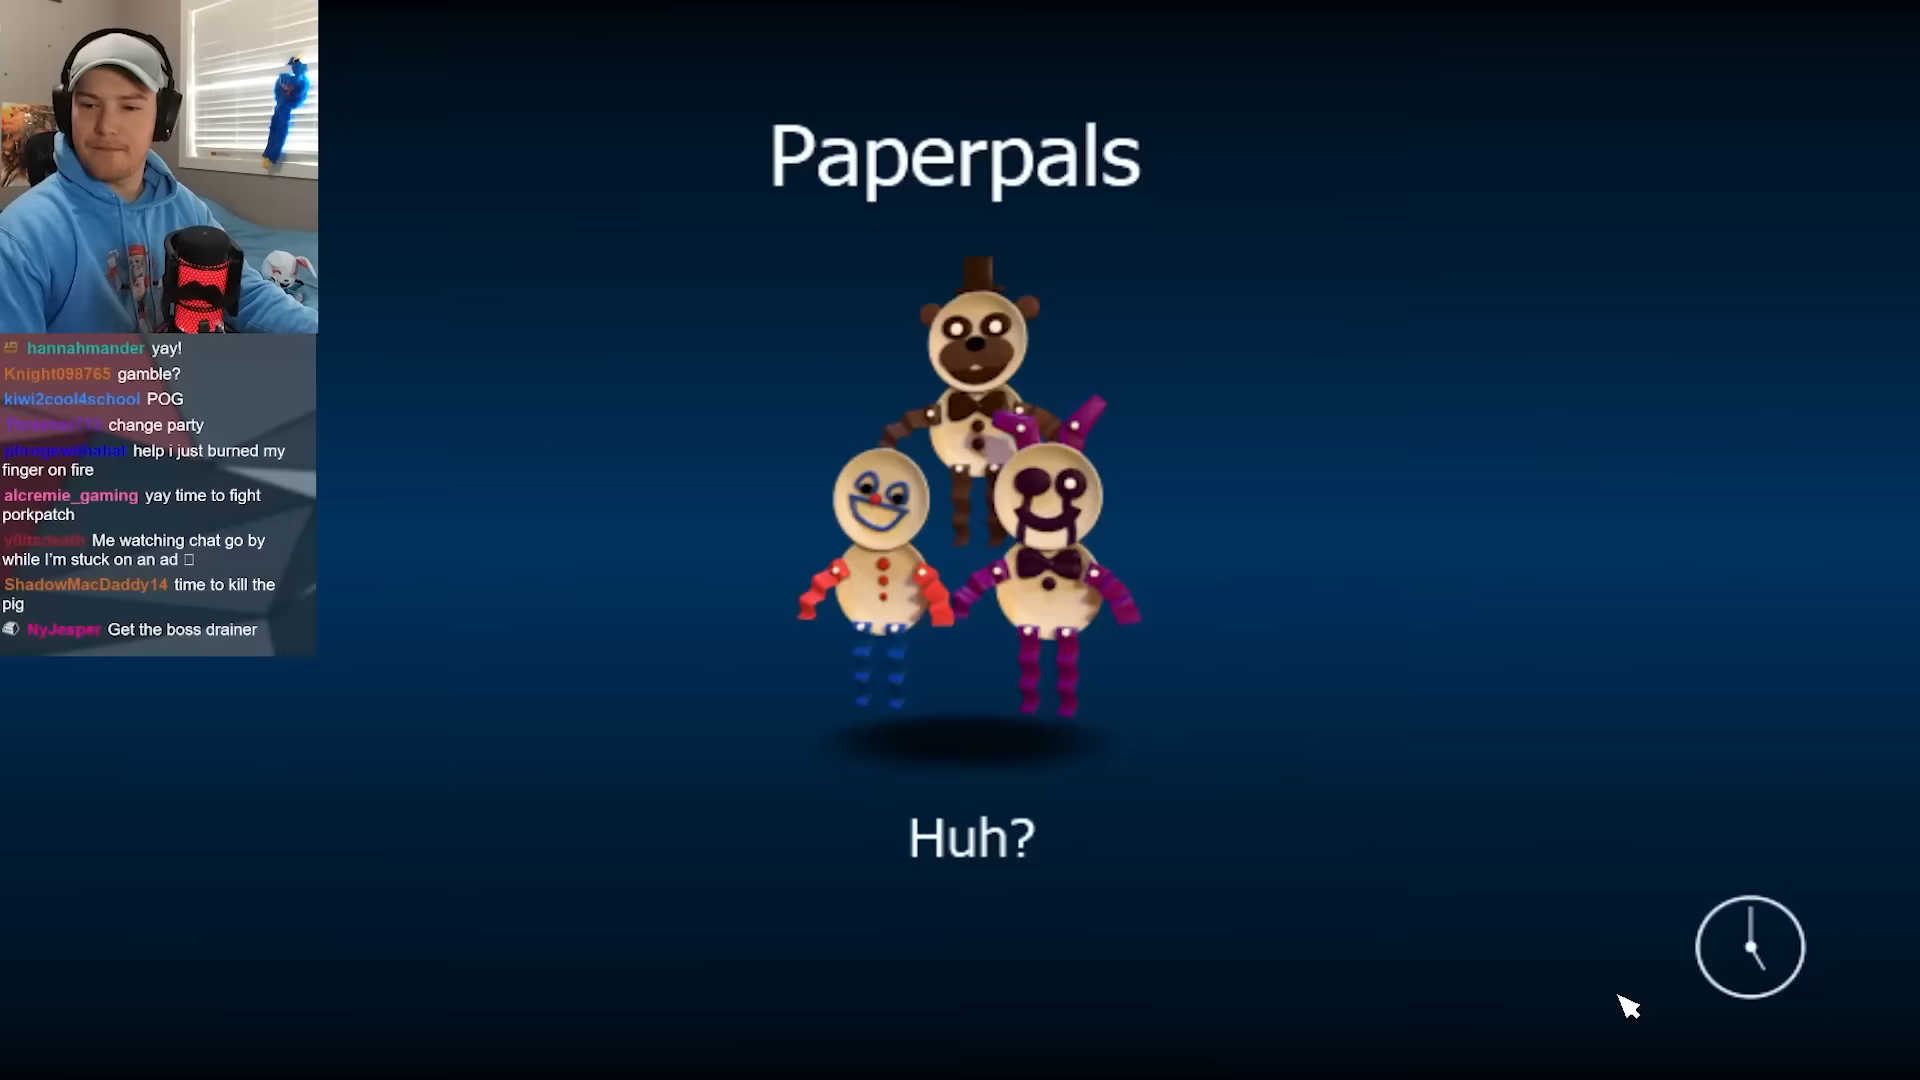 Paperpals
hannahmander yay!
Knight098765 gamble?
kiwi2cool4school POG
change party
help i just burned my
finger on fire
alcremie_gaming yay time to fight
porkpatch
Me watching chat go by
while I'm stuck on an ad
ShadowMacDaddy14 time to kill the
pig
NyJesper Get the boss drainer
Huh?